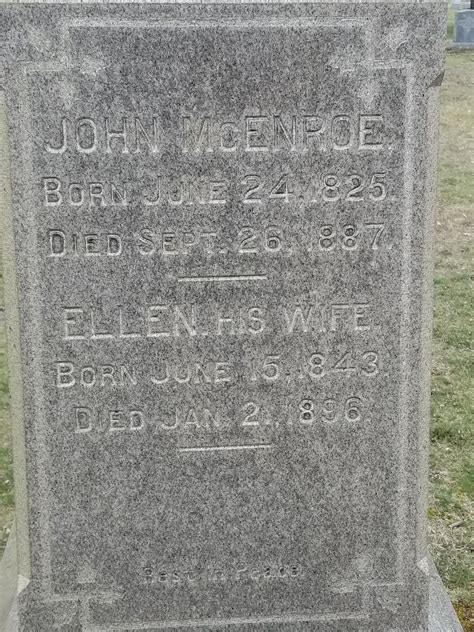 JOHN McENROE.
BORN JUNE 24. 1825.
DIED SEPT. 26. 1887.
ELLEN. HIS WIFE.
BORN JUNE 15. 1843.
DIED JAN. 2. 1896.
Rest in Peace